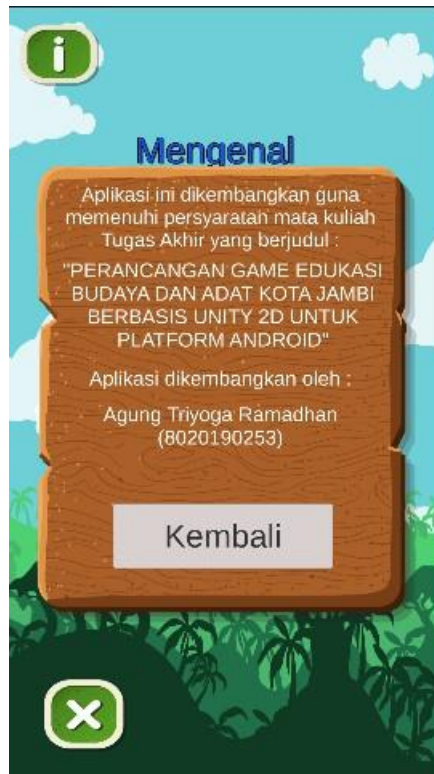 i
Mengenal
Aplikasi ini dikembangkan guna
memenuhi persyaratan mata kuliah
Tugas Akhir yang berjudul :
"PERANCANGAN GAME EDUKASI
BUDAYA DAN ADAT KOTA JAMBI
BERBASIS UNITY 2D UNTUK
PLATFORM ANDROID"
Aplikasi dikembangkan oleh :
Agung Triyoga Ramadhan
(8020190253)
Kembali